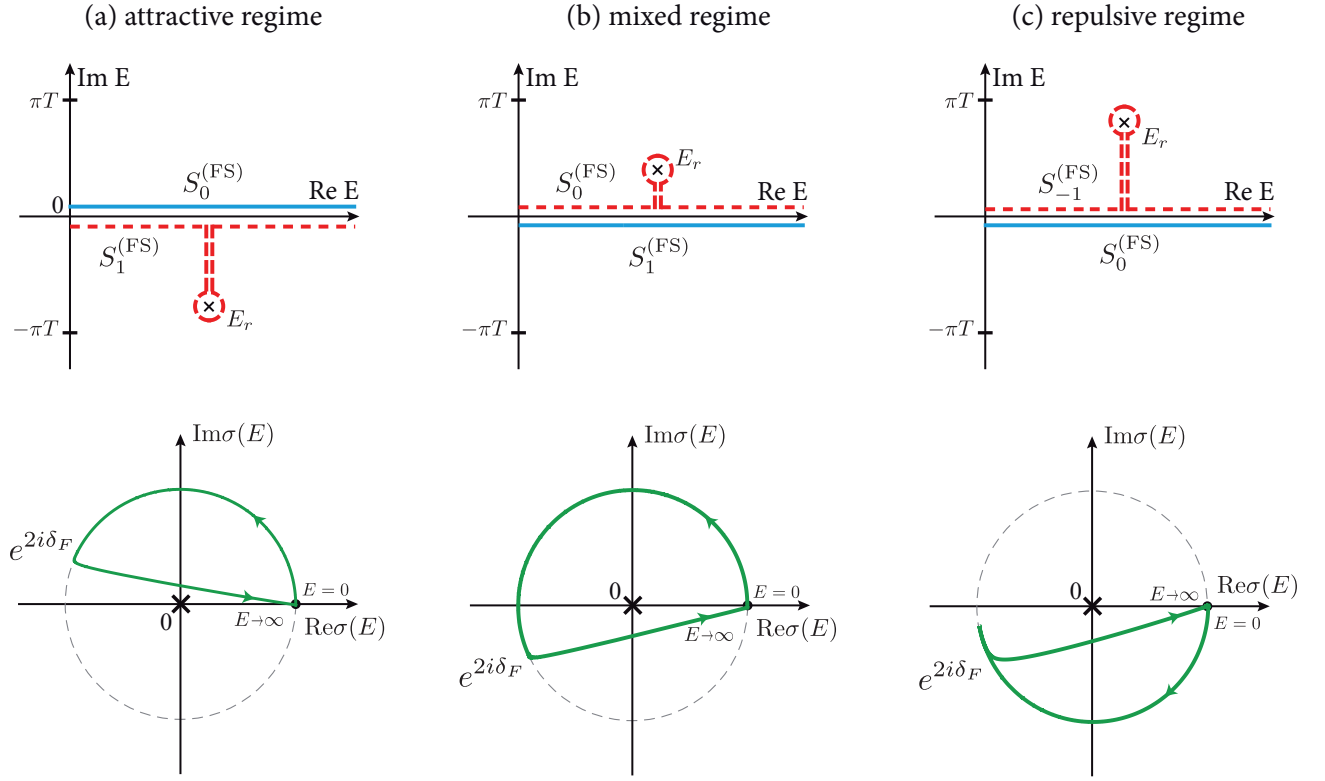 (a) attractive regime
Im E
πT
S_0^{(FS)}
Re E
0
S_1^{(FS)}
E_r
−πT
(b) mixed regime
Im E
πT
E_r
S_0^{(FS)}
Re E
S_1^{(FS)}
−πT
(c) repulsive regime
Im E
πT
E_r
S_{-1}^{(FS)}
Re E
S_0^{(FS)}
−πT
Imσ(E)
e^{2iδ_F}
E = 0
0
E→∞
Reσ(E)
Imσ(E)
0
E = 0
E→∞
Reσ(E)
e^{2iδ_F}
Imσ(E)
0
E→∞
Reσ(E)
E = 0
e^{2iδ_F}